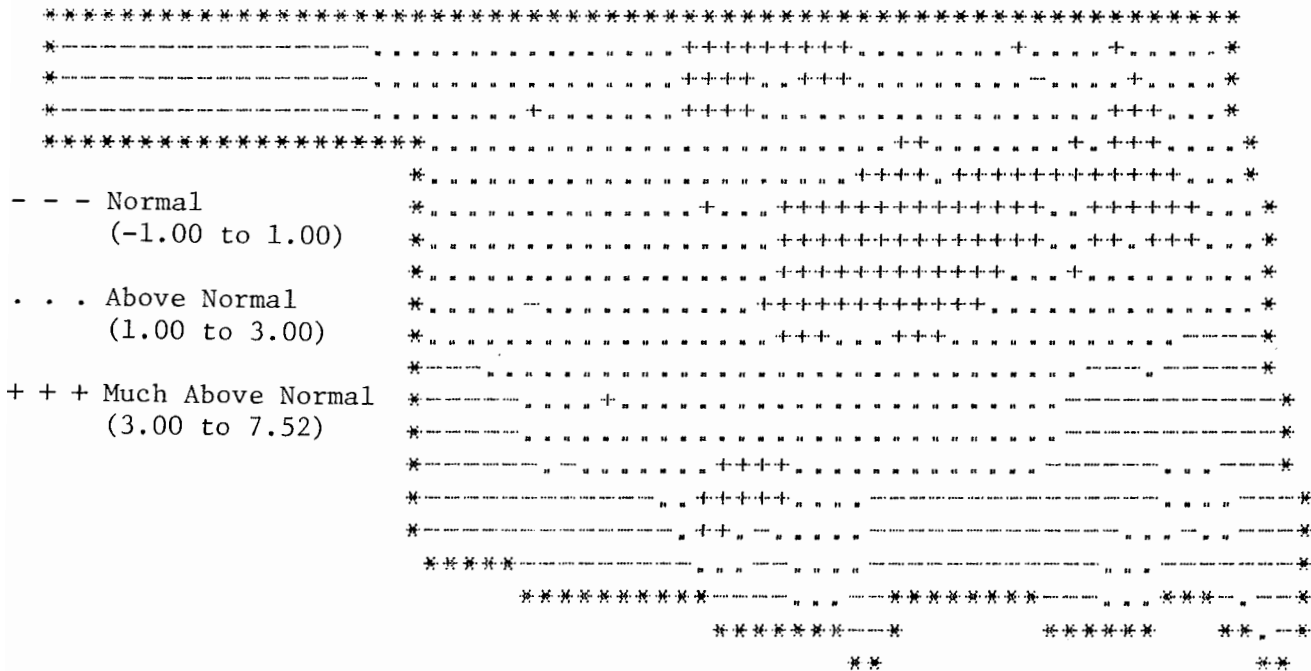 - - - Normal
(-1.00 to 1.00)
. . . Above Normal
(1.00 to 3.00)
+ + + Much Above Normal
(3.00 to 7.52)